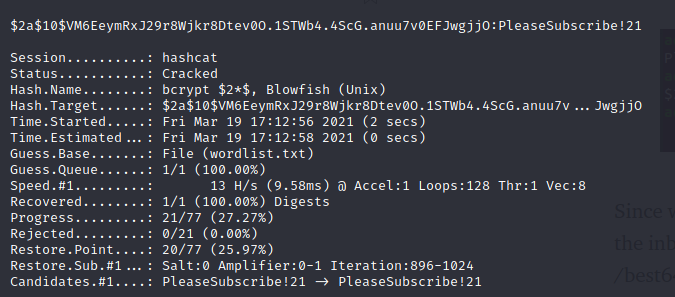 $2a$10$VM6EeymRxJ29r8Wjkr8Dtev0O.1STWb4.4ScG.anuu7v0EFJwgjjO:PleaseSubscribe!21
Session..........: hashcat
Status...........: Cracked
Hash.Name........: bcrypt $2*$, Blowfish (Unix)
Hash.Target......: $2a$10$VM6EeymRxJ29r8Wjkr8Dtev0O.1STWb4.4ScG.anuu7v...JwgjjO
Time.Started.....: Fri Mar 19 17:12:56 2021 (2 secs)
Time.Estimated...: Fri Mar 19 17:12:58 2021 (0 secs)
Guess.Base.......: File (wordlist.txt)
Guess.Queue......: 1/1 (100.00%)
Speed.#1.........:       13 H/s (9.58ms) @ Accel:1 Loops:128 Thr:1 Vec:8
Recovered........: 1/1 (100.00%) Digests
Progress.........: 21/77 (27.27%)
Rejected.........: 0/21 (0.00%)
Restore.Point....: 20/77 (25.97%)
Restore.Sub.#1...: Salt:0 Amplifier:0-1 Iteration:896-1024
Candidates.#1....: PleaseSubscribe!21 -> PleaseSubscribe!21
Since
the inb
/best6